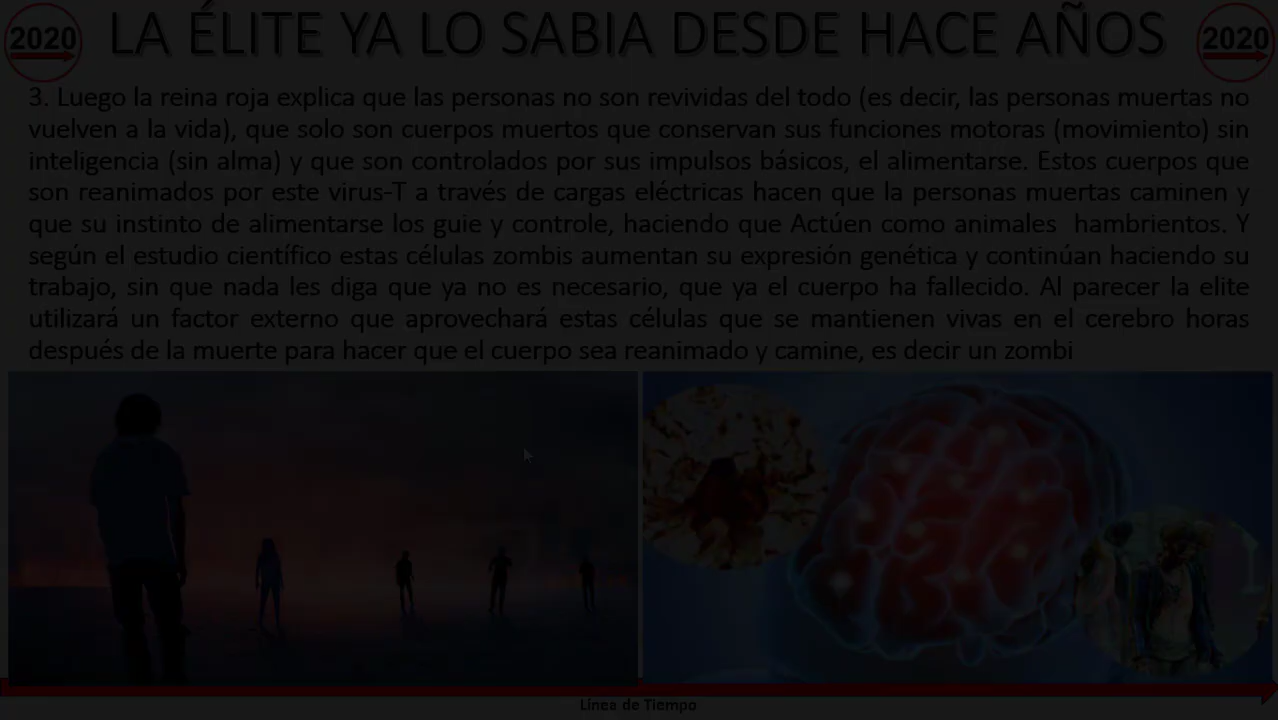 2020 LA ÉLITE YA LO SABIA DESDE HACE AÑOS 2020
3. Luego la reina roja explica que las personas no son revividas del todo (es decir, las personas muertas no
vuelven a la vida), que solo son cuerpos muertos que conservan sus funciones motoras (movimiento) sin
inteligencia (sin alma) y que son controlados por sus impulsos básicos, el alimentarse. Estos cuerpos que
son reanimados por este virus-T a través de cargas eléctricas hacen que la personas muertas caminen y
que su instinto de alimentarse los guie y controle, haciendo que Actúen como animales hambrientos. Y
según el estudio científico estas células zombis aumentan su expresión genética y continúan haciendo su
trabajo, sin que nada les diga que ya no es necesario, que ya el cuerpo ha fallecido. Al parecer la elite
utilizará un factor externo que aprovechará estas células que se mantienen vivas en el cerebro horas
después de la muerte para hacer que el cuerpo sea reanimado y camine, es decir un zombi
Línea de Tiempo